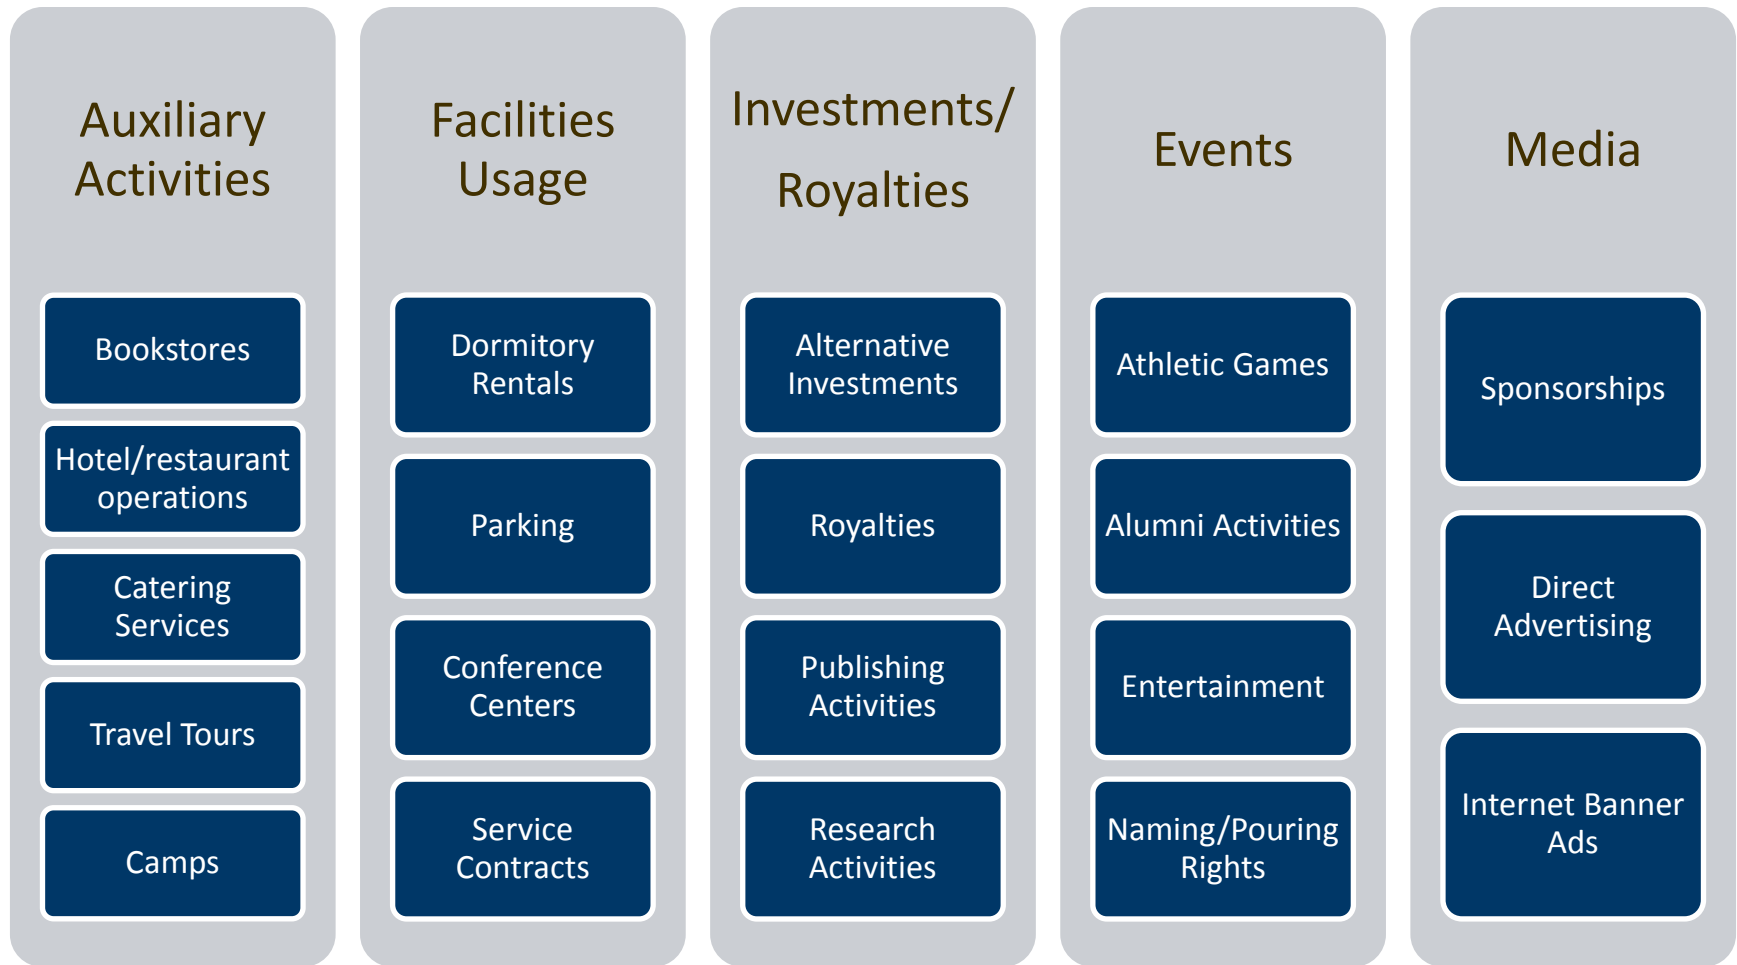 Auxiliary
Activities
Bookstores
Hotel/restaurant
operations
Catering
Services
Travel Tours
Camps
Facilities
Usage
Dormitory
Rentals
Parking
Conference
Centers
Service
Contracts
Investments/
Royalties
Alternative
Investments
Royalties
Publishing
Activities
Research
Activities
Events
Athletic Games
Alumni Activities
Entertainment
Naming/Pouring
Rights
Media
Sponsorships
Direct
Advertising
Internet Banner
Ads